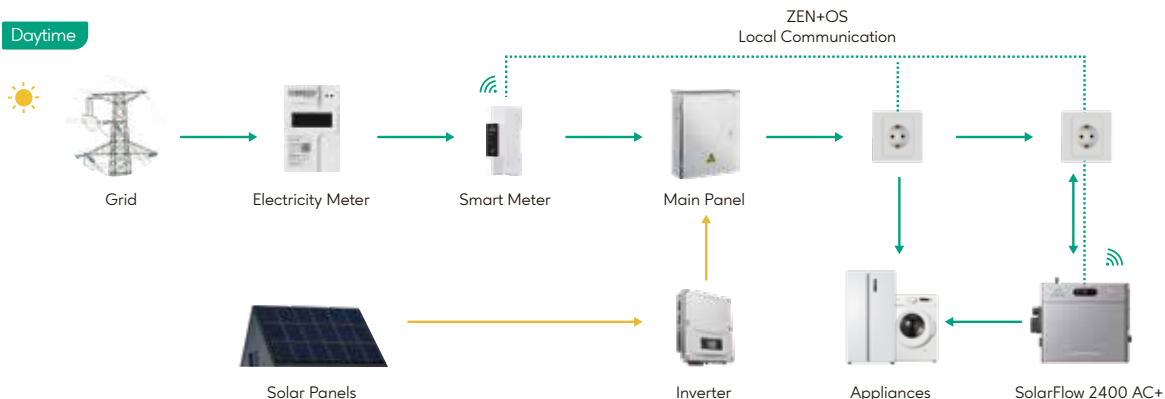 ZEN+OS
Local Communication
Daytime
Grid
Electricity Meter
Smart Meter
Main Panel
Solar Panels
Inverter
Appliances
SolarFlow 2400 AC+